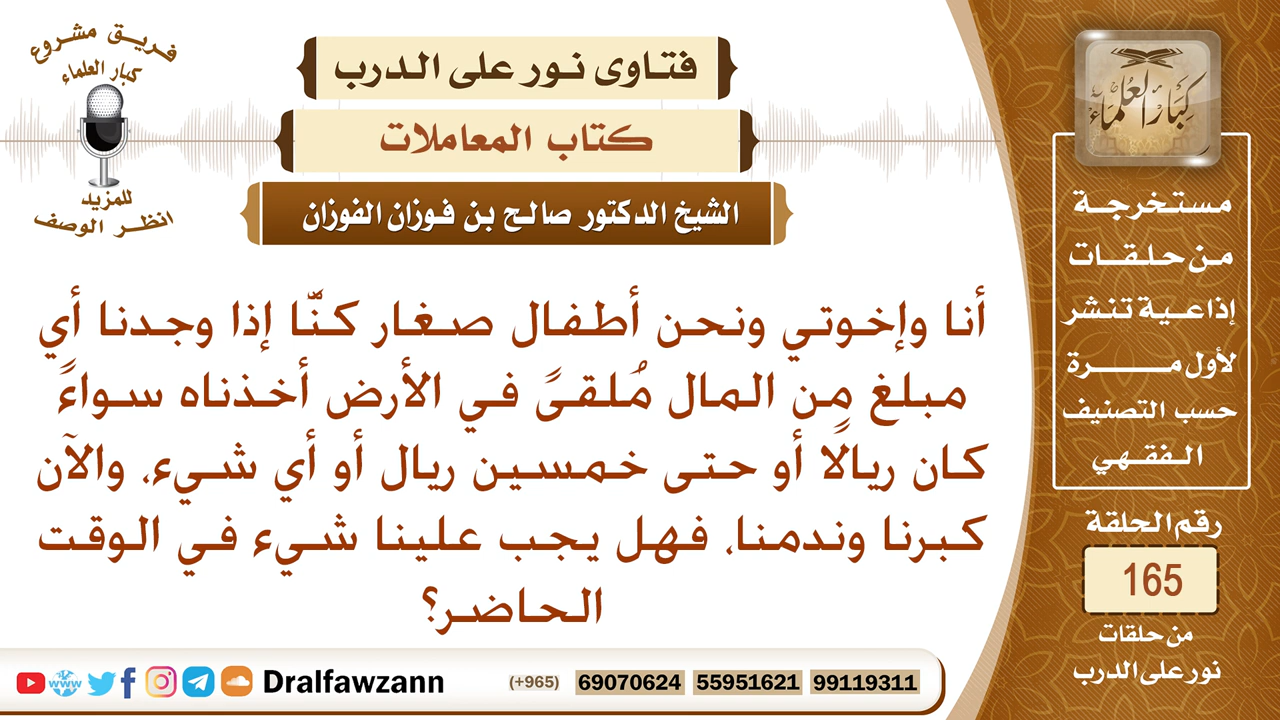 فريق مشروع
كبار العلماء
للمزيد
انظر الوصف
فتاوى نور على الدرب
كتاب المعاملات
الشيخ الدكتور صالح بن فوزان الفوزان
أنا وإخوتي ونحن أطفال صغار كنَّا إذا وجدنا أي
مبلغ من المال مُلقىً في الأرض أخذناه سواءً
كان ريالًا أو حتى خمسين ريال أو أي شيء، والآن
كبرنا وندمنا، فهل يجب علينا شيء في الوقت
الحاضر؟
كبار العلماء
مستخرجة
من حلقات
إذاعية تنشر
لأول مرة
حسب التصنيف
الفقهي
رقم الحلقة
165
من حلقات
نور على الدرب
www Dralfawzann (+965) 69070624 55951621 99119311